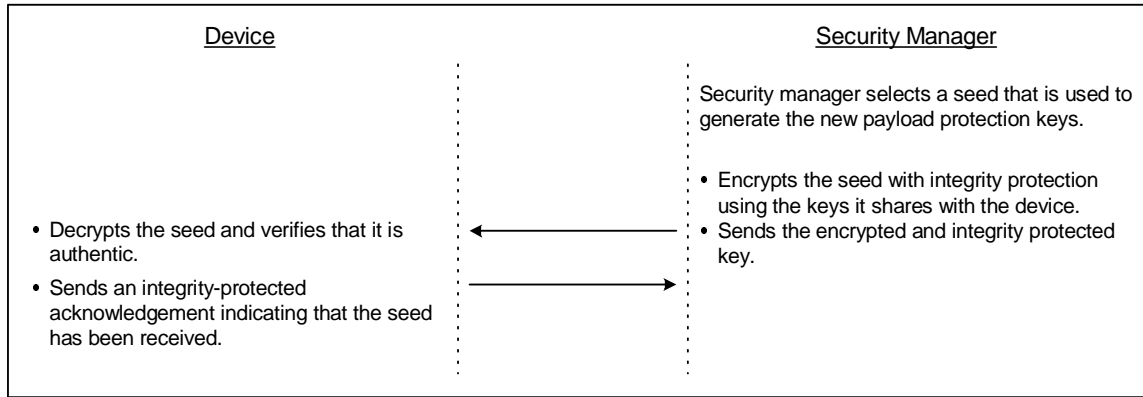 Device
Security Manager
Security manager selects a seed that is used to
generate the new payload protection keys.
• Encrypts the seed with integrity protection
using the keys it shares with the device.
• Sends the encrypted and integrity protected
key.
• Decrypts the seed and verifies that it is
authentic.
• Sends an integrity-protected
acknowledgement indicating that the seed
has been received.